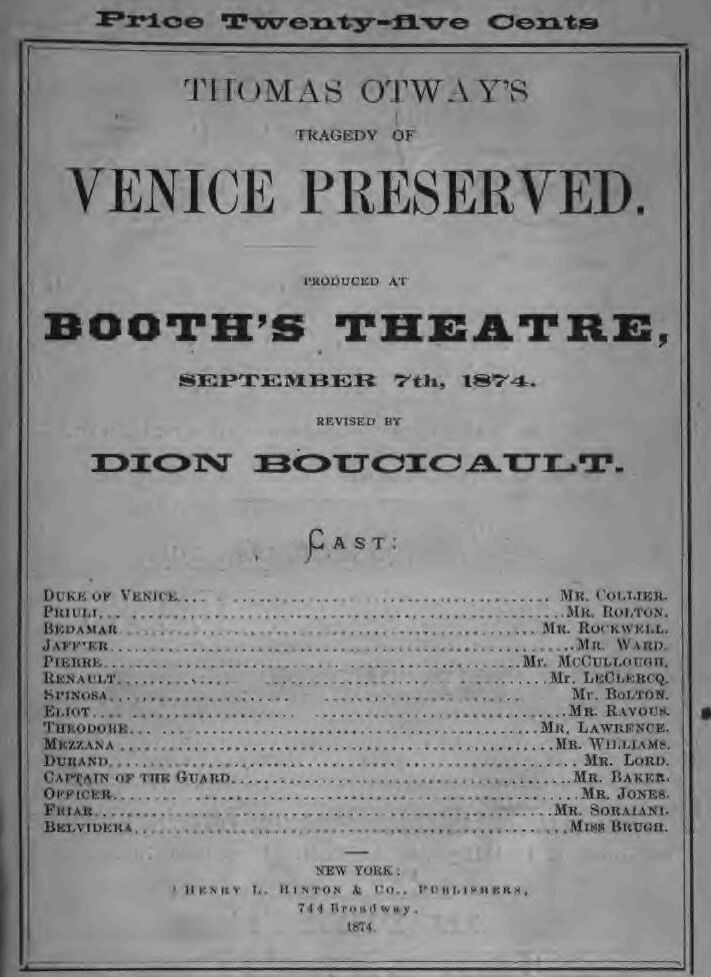 Price Twenty-five Cents
THOMAS OTWAY'S
TRAGEDY OF
VENICE PRESERVED.
PRODUCED AT
BOOTH'S THEATRE,
SEPTEMBER 7th, 1874.
REVISED BY
DION BOUCICAULT.
CAST:
DUKE OF VENICE.... ........................................ MR. COLLIER.
PRIULI... ........................................MR. ROLTON.
BEDAMAR ........................................ MR. ROCKWELL.
JAFFIER........................................MR. WARD.
PIERRE........................................Mr. McCULLOUGH.
RENAULT........................................ Mr. LECLERCQ.
SPINOSA........................................ Mr. BOLTON.
ELIOT.... ........................................MR. RAVOUS.
THEODORE........................................MR. LAWRENCE.
MEZZANA ........................................MR. WILLIAMS.
DURAND........................................ MR. LORD.
CAPTAIN OF THE GUARD........................................MR. BAKER.
OFFICER........................................MR. JONES.
FRIAR........................................MR. SORAIANI.
BELVIDERA........................................MISS BRUGH.
NEW YORK:
HENRY L. HINTON & CO., PUBLISHERS,
744 Broadway.
1874.